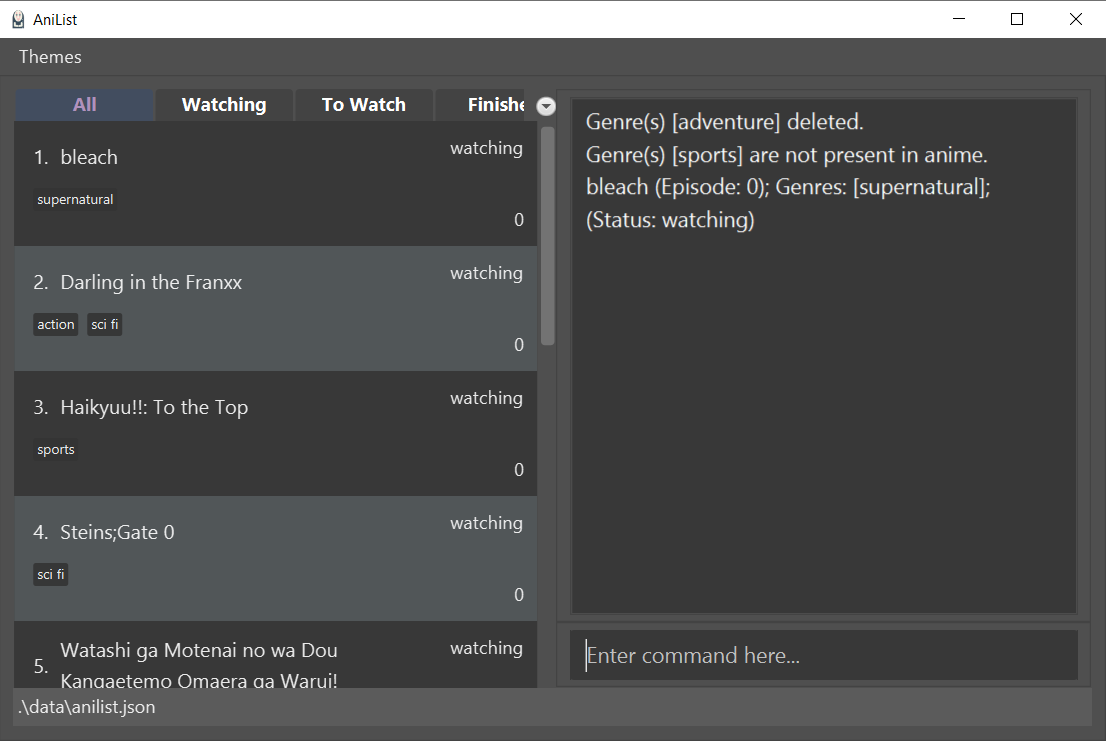 AniList
Themes
All Watching To Watch Finishe
1. bleach
watching
supernatural
0
2. Darling in the Franxx
watching
action sci fi
0
3. Haikyuu!!: To the Top
watching
sports
0
4. Steins;Gate 0
watching
sci fi
0
5. Watashi ga Motenai no wa Dou
Kangaetemo Omaera ga Warui!
watching
Genre(s) [adventure] deleted.
Genre(s) [sports] are not present in anime.
bleach (Episode: 0); Genres: [supernatural];
(Status: watching)
Enter command here...
.\data\anilist.json